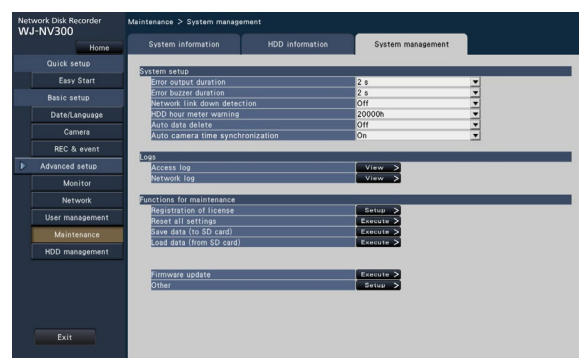 Network Disk Recorder
WJ-NV300
Home
Quick setup
Easy Start
Basic setup
Date/Language
Camera
REC & event
Advanced setup
Monitor
Network
User management
Maintenance
HDD management
Exit
Maintenance > System management
System information HDD information System management
System setup
Error output duration 2 s
Error buzzer duration 2 s
Network link down detection Off
HDD hour meter warning 20000h
Auto data delete Off
Auto camera time synchronization On
Logs
Access log View >
Network log View >
Functions for maintenance
Registration of license Setup >
Reset all settings Execute >
Save data (to SD card) Execute >
Load data (from SD card) Execute >
Firmware update Execute >
Other Setup >